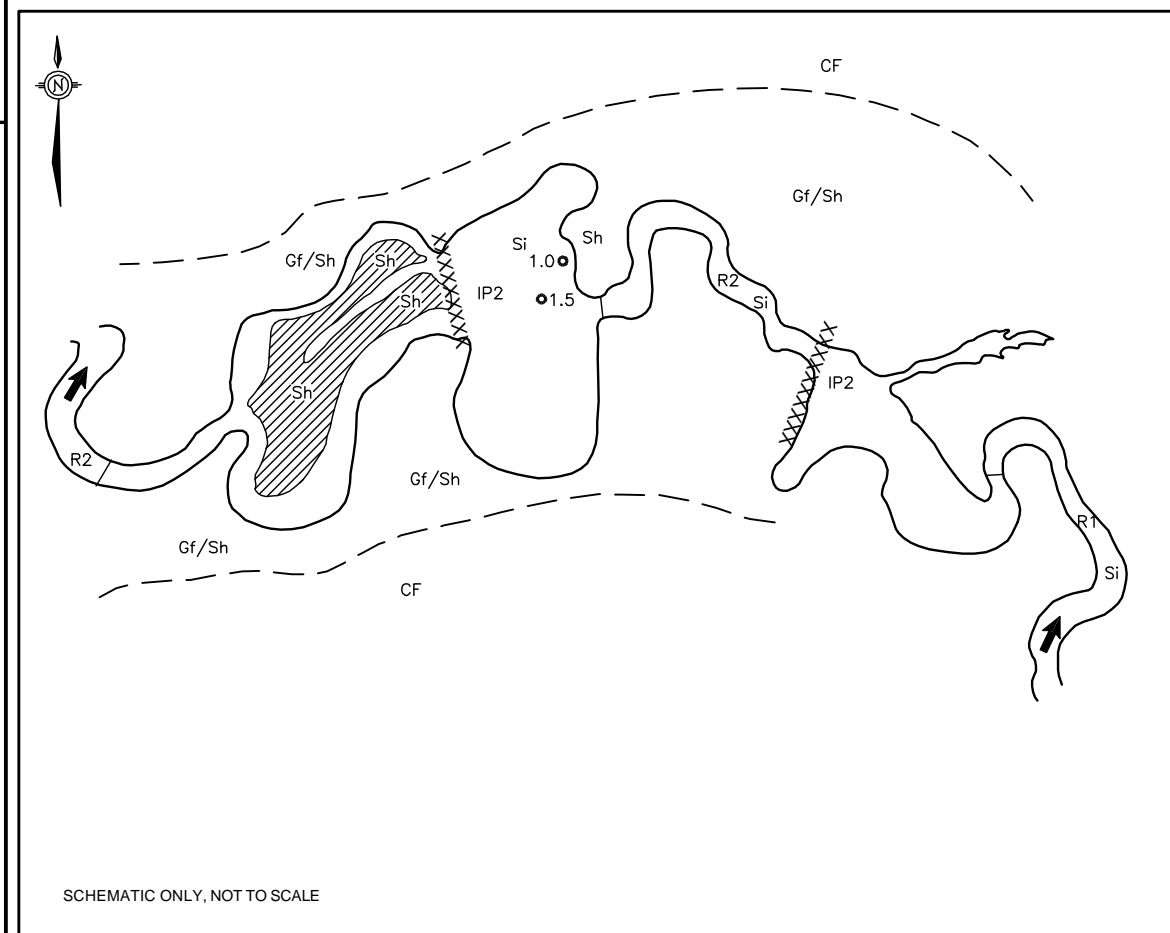 CF
N
Gf/Sh
Sh
Si
Gf/Sh
Sh
1.0
R2
Sh
IP2
1.5
Si
IP2
Sh
R2
Gf/Sh
R1
Gf/Sh
Si
CF
SCHEMATIC ONLY, NOT TO SCALE